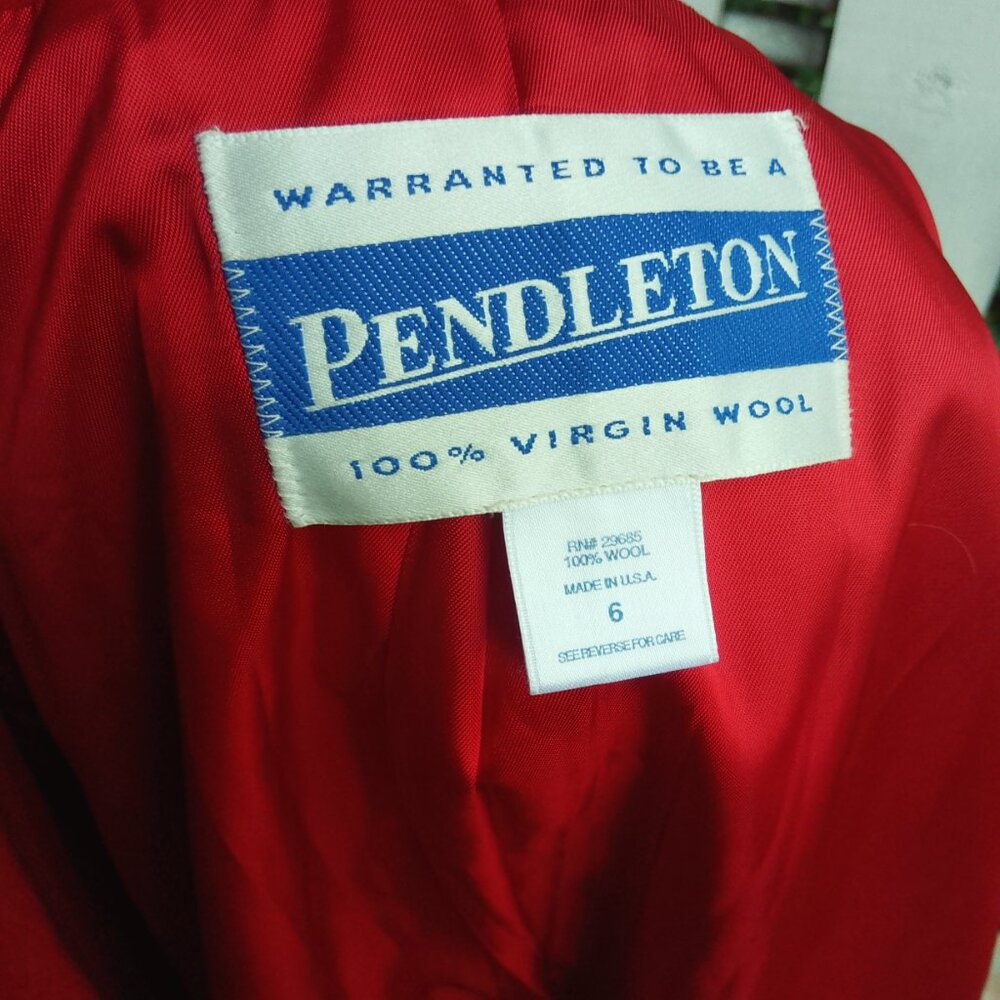 WARRANTED TO BE A
PENDLETON
100% VIRGIN WOOL
RN# 29685
100% WOOL
MADE IN U.S.A.
6
SEE REVERSE FOR CARE